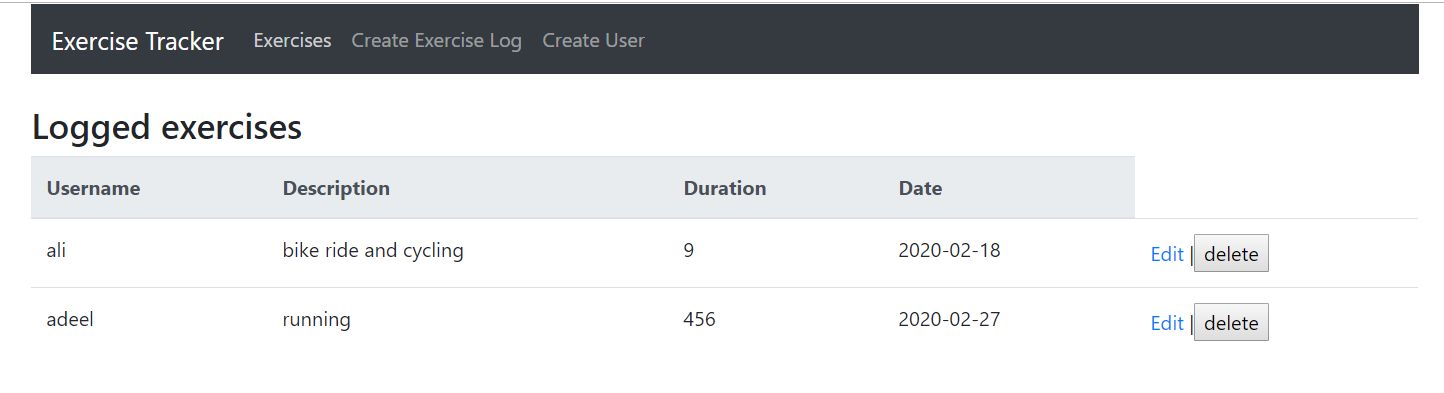 Exercise Tracker Exercises Create Exercise Log Create User
Logged exercises
Username Description Duration Date
ali bike ride and cycling 9 2020-02-18 Edit | delete
adeel running 456 2020-02-27 Edit | delete